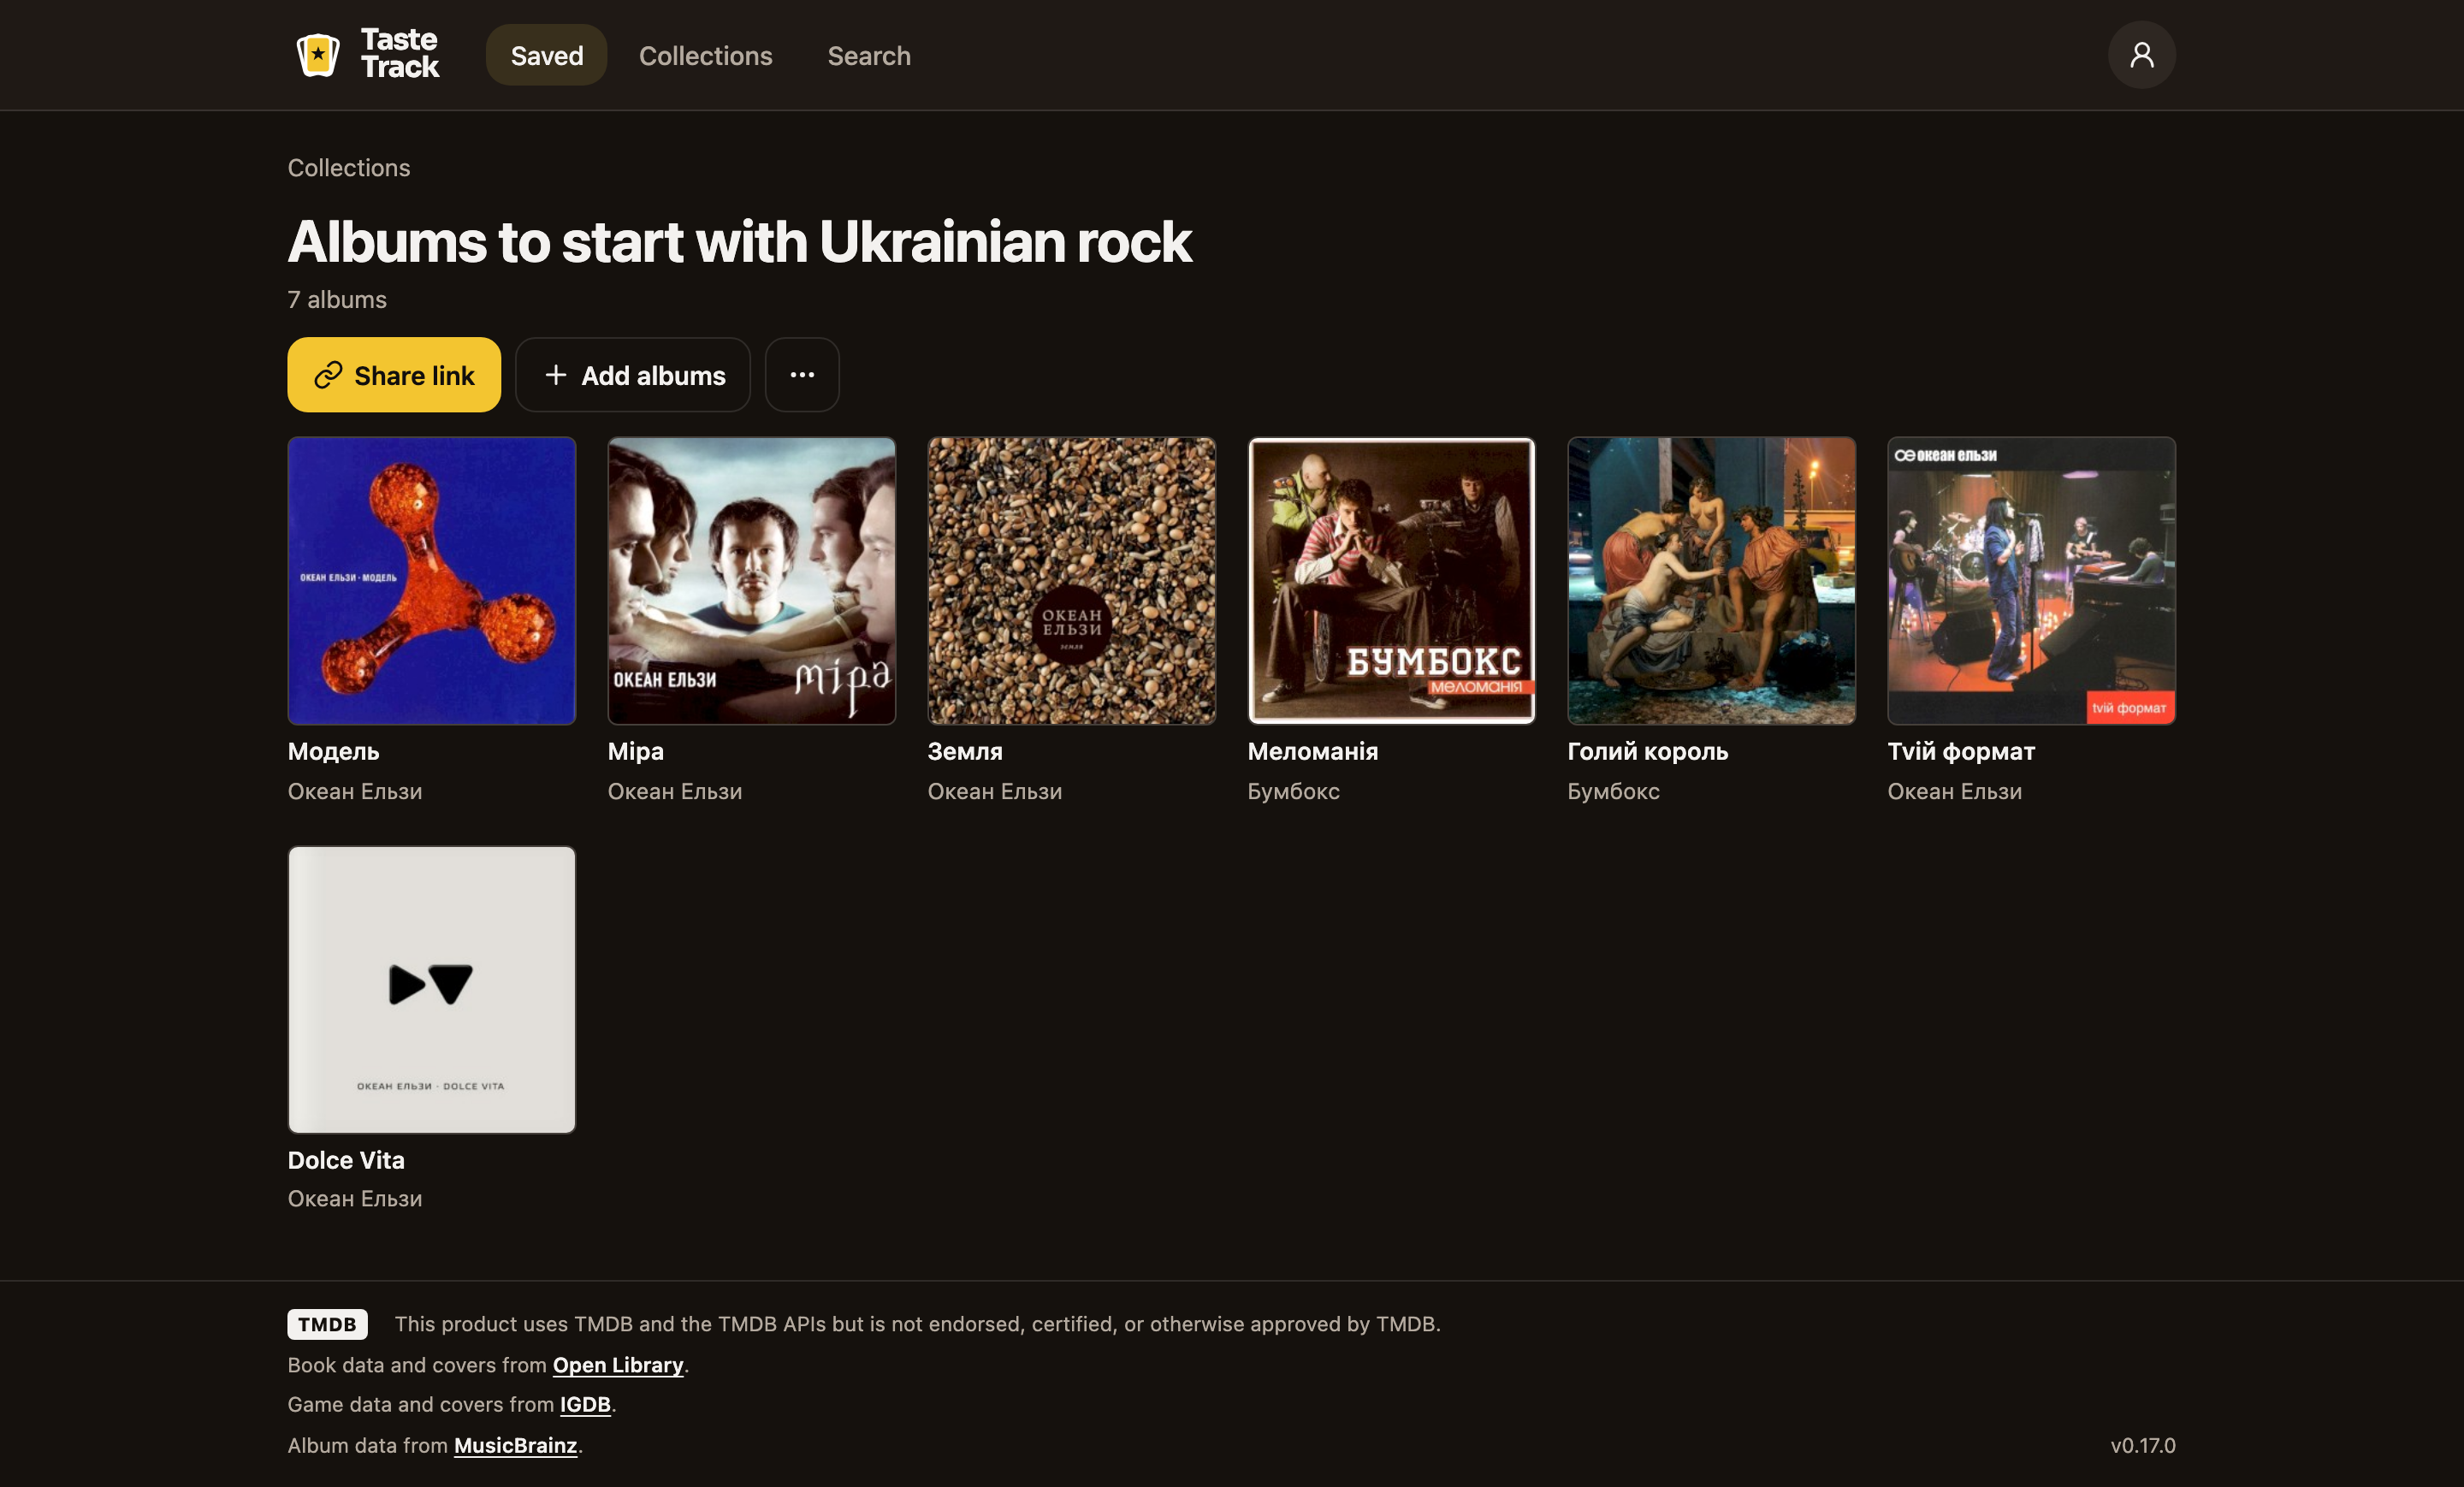 Taste
Track
Saved
Collections
Search
Collections
Albums to start with Ukrainian rock
7 albums
Share link
Add albums
ОКЕАН ЕЛЬЗИ · МОДЕЛЬ
ОКЕАН ЕЛЬЗИ
міра
ОКЕАН
ЕЛЬЗИ
земля
БУМБОКС
меломанія
океан ельзи
tviй формат
Модель
Океан Ельзи
Міра
Океан Ельзи
Земля
Океан Ельзи
Меломанія
Бумбокс
Голий король
Бумбокс
Tviй формат
Океан Ельзи
ОКЕАН ЕЛЬЗИ · DOLCE VITA
Dolce Vita
Океан Ельзи
TMDB This product uses TMDB and the TMDB APIs but is not endorsed, certified, or otherwise approved by TMDB.
Book data and covers from Open Library.
Game data and covers from IGDB.
Album data from MusicBrainz.
v0.17.0